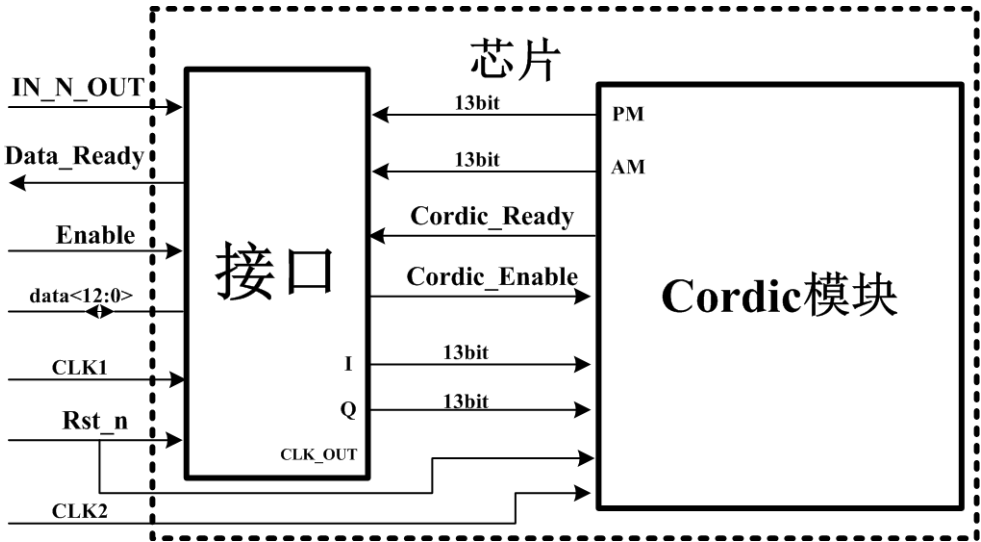 芯片
IN_N_OUT
Data_Ready
Enable
data<12:0>
CLK1
Rst_n
CLK2
接口
I
Q
CLK_OUT
13bit
13bit
Cordic_Ready
Cordic_Enable
13bit
13bit
PM
AM
Cordic模块